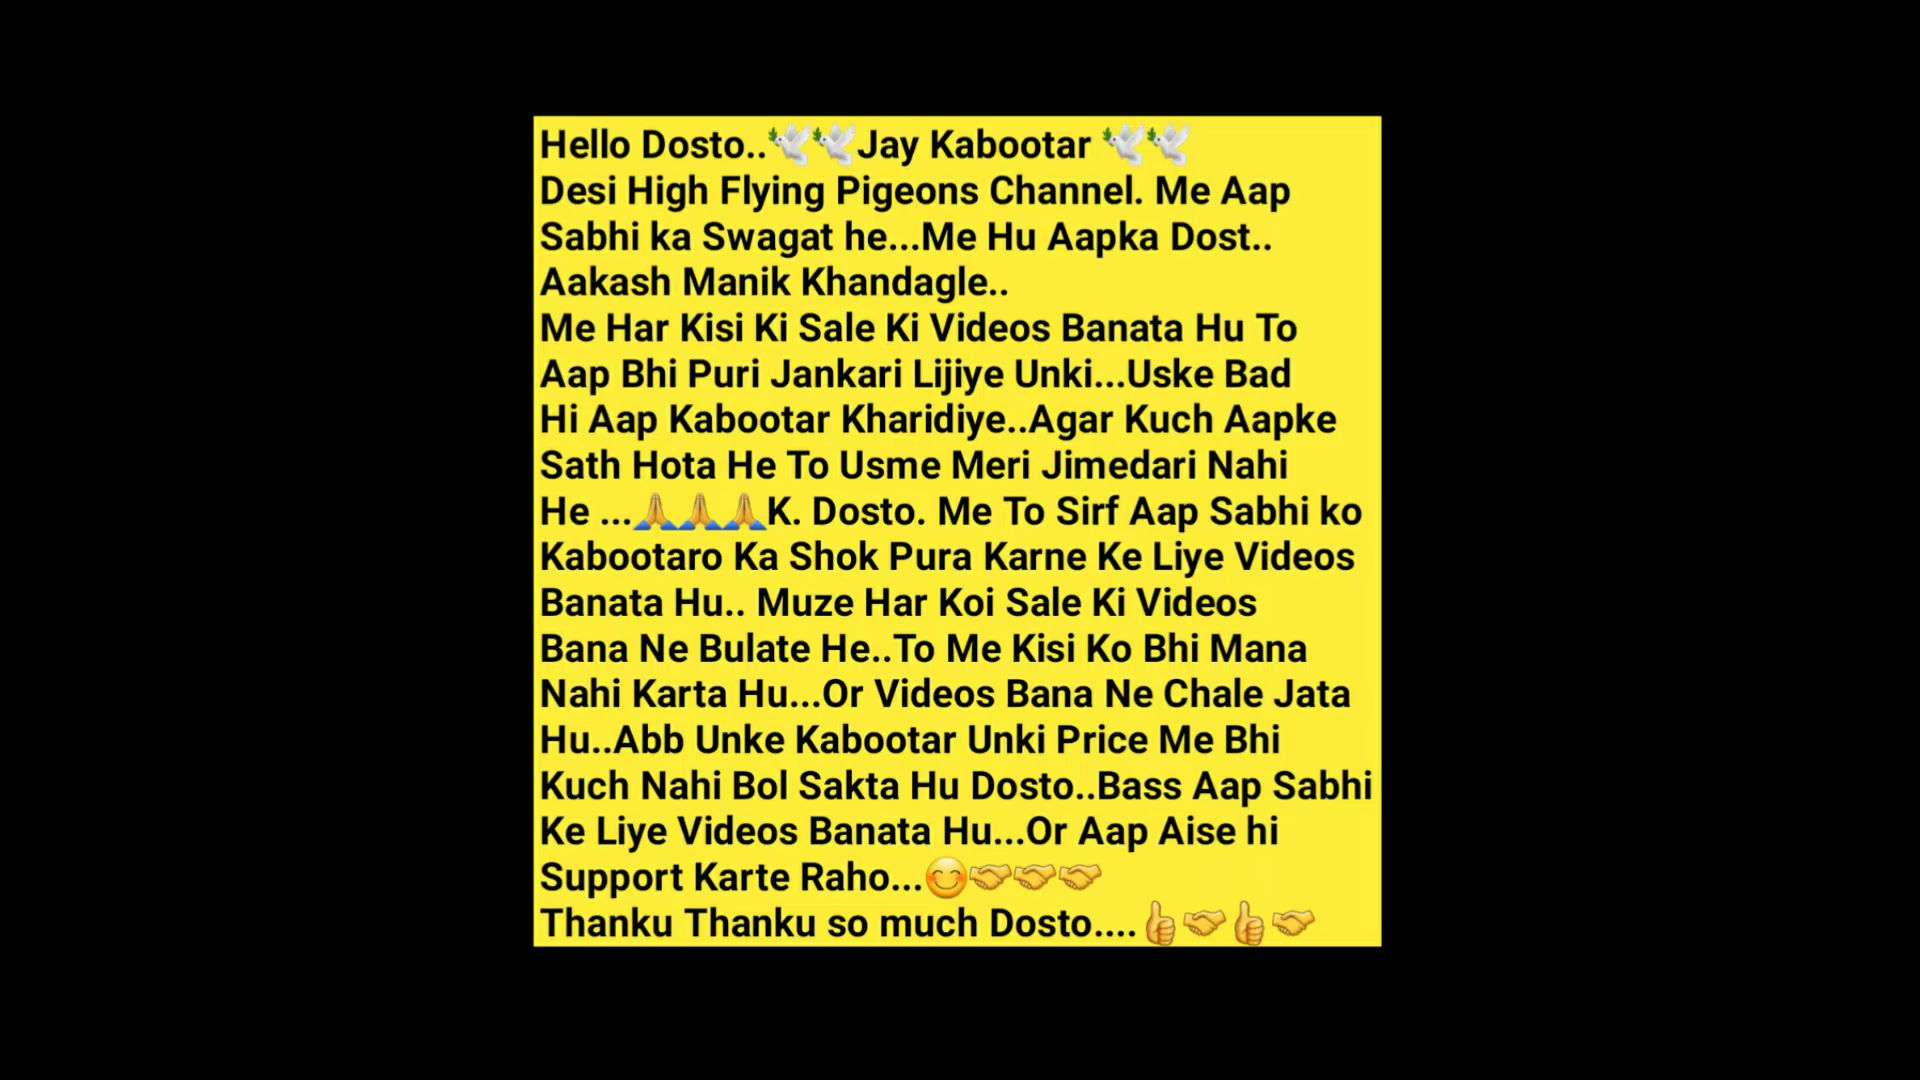 Hello Dosto..🕊️🕊️Jay Kabootar 🕊️🕊️
Desi High Flying Pigeons Channel. Me Aap
Sabhi ka Swagat he...Me Hu Aapka Dost..
Aakash Manik Khandagle..
Me Har Kisi Ki Sale Ki Videos Banata Hu To
Aap Bhi Puri Jankari Lijiye Unki...Uske Bad
Hi Aap Kabootar Kharidiye..Agar Kuch Aapke
Sath Hota He To Usme Meri Jimedari Nahi
He ...🙏🙏🙏K. Dosto. Me To Sirf Aap Sabhi ko
Kabootaro Ka Shok Pura Karne Ke Liye Videos
Banata Hu.. Muze Har Koi Sale Ki Videos
Bana Ne Bulate He..To Me Kisi Ko Bhi Mana
Nahi Karta Hu...Or Videos Bana Ne Chale Jata
Hu..Abb Unke Kabootar Unki Price Me Bhi
Kuch Nahi Bol Sakta Hu Dosto..Bass Aap Sabhi
Ke Liye Videos Banata Hu...Or Aap Aise hi
Support Karte Raho...😊🤝🤝🤝
Thanku Thanku so much Dosto....👍🤝👍🤝